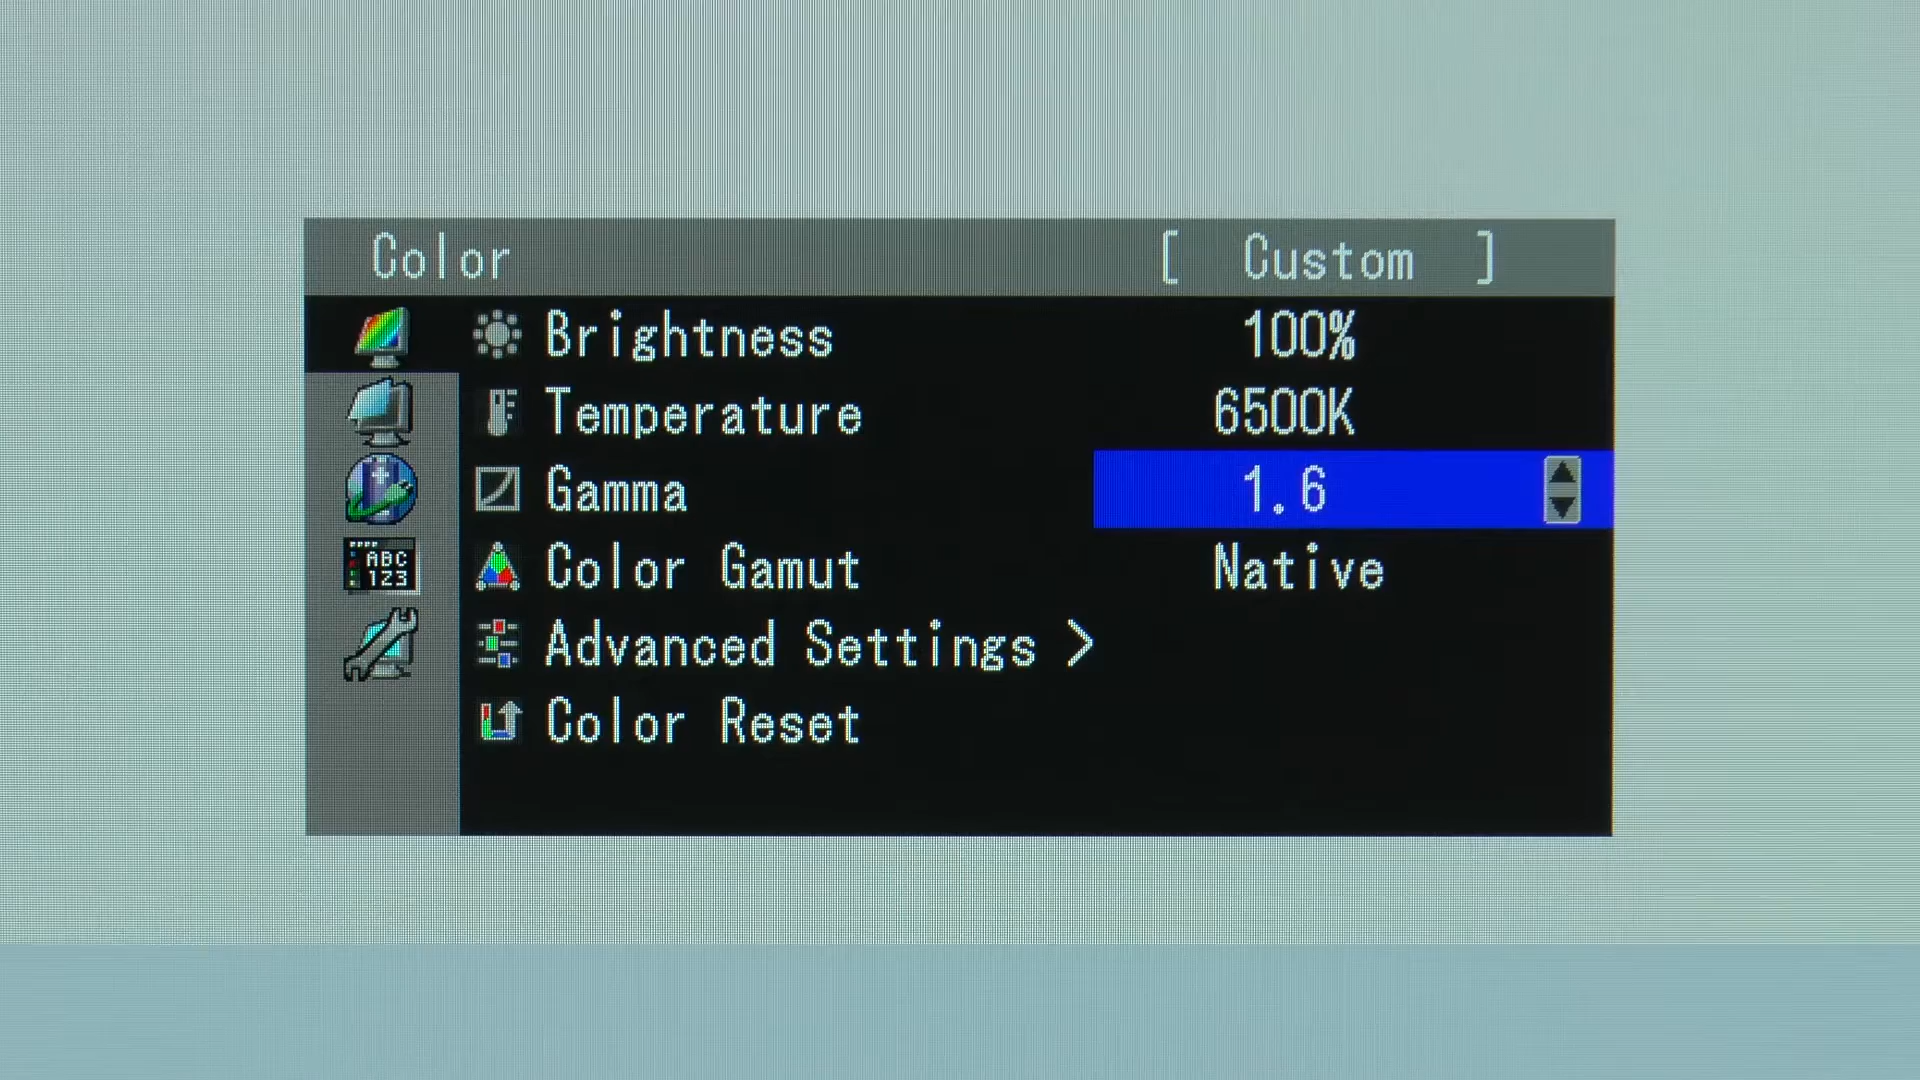 Color [ Custom ]
Brightness 100%
Temperature 6500K
Gamma 1.6
Color Gamut Native
ABC
123
Advanced Settings >
Color Reset